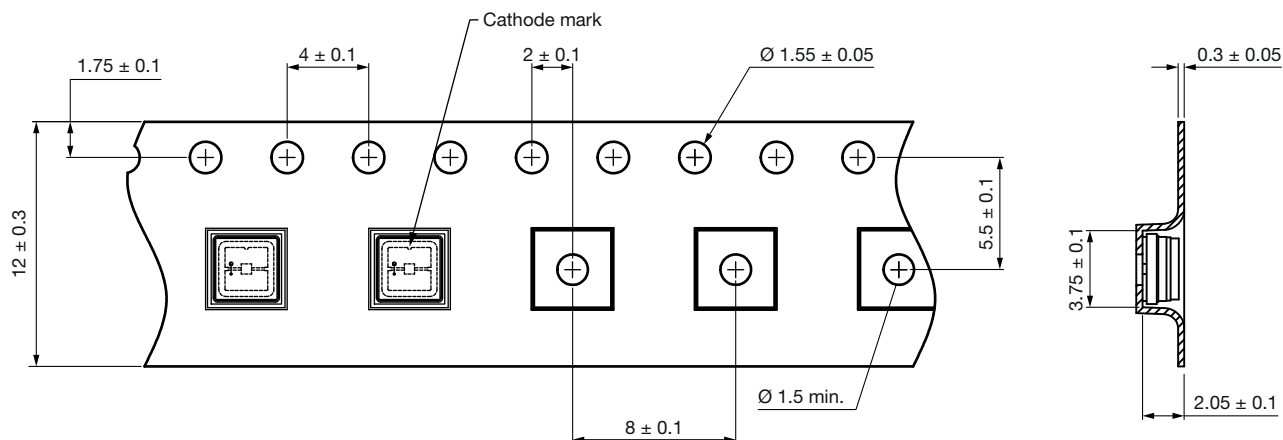 Cathode mark
1.75 ± 0.1
4 ± 0.1
2 ± 0.1
Ø 1.55 ± 0.05
0.3 ± 0.05
12 ± 0.3
5.5 ± 0.1
3.75 ± 0.1
Ø 1.5 min.
8 ± 0.1
2.05 ± 0.1